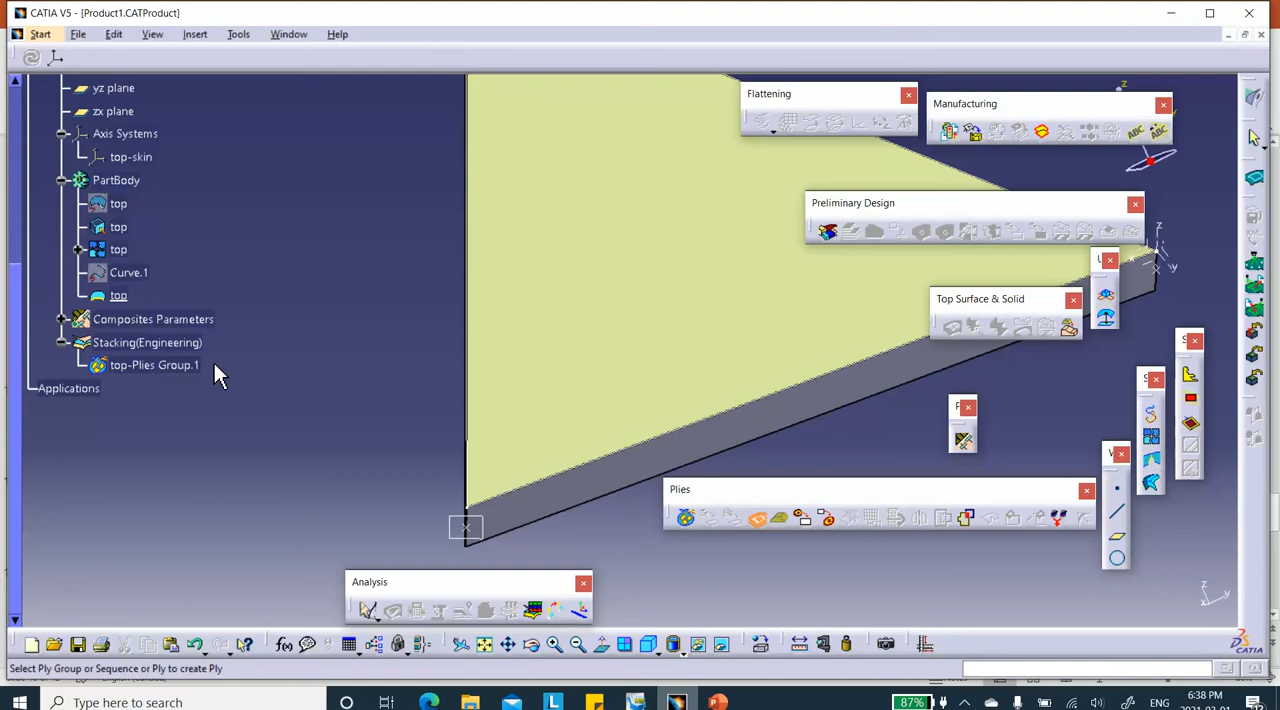 CATIA V5 - [Product1.CATProduct]
Start File Edit View Insert Tools Window Help
yz plane
zx plane
Axis Systems
top-skin
PartBody
top
top
top
Curve.1
top
Composites Parameters
Stacking(Engineering)
top-Plies Group.1
Applications
Flattening
Manufacturing
ABC ABC
Preliminary Design
Top Surface & Solid
Plies
Analysis
z
z
y
x
z
x y
f(x)
CATIA
Select Ply Group or Sequence or Ply to create Ply
Type here to search
87%
ENG
6:38 PM